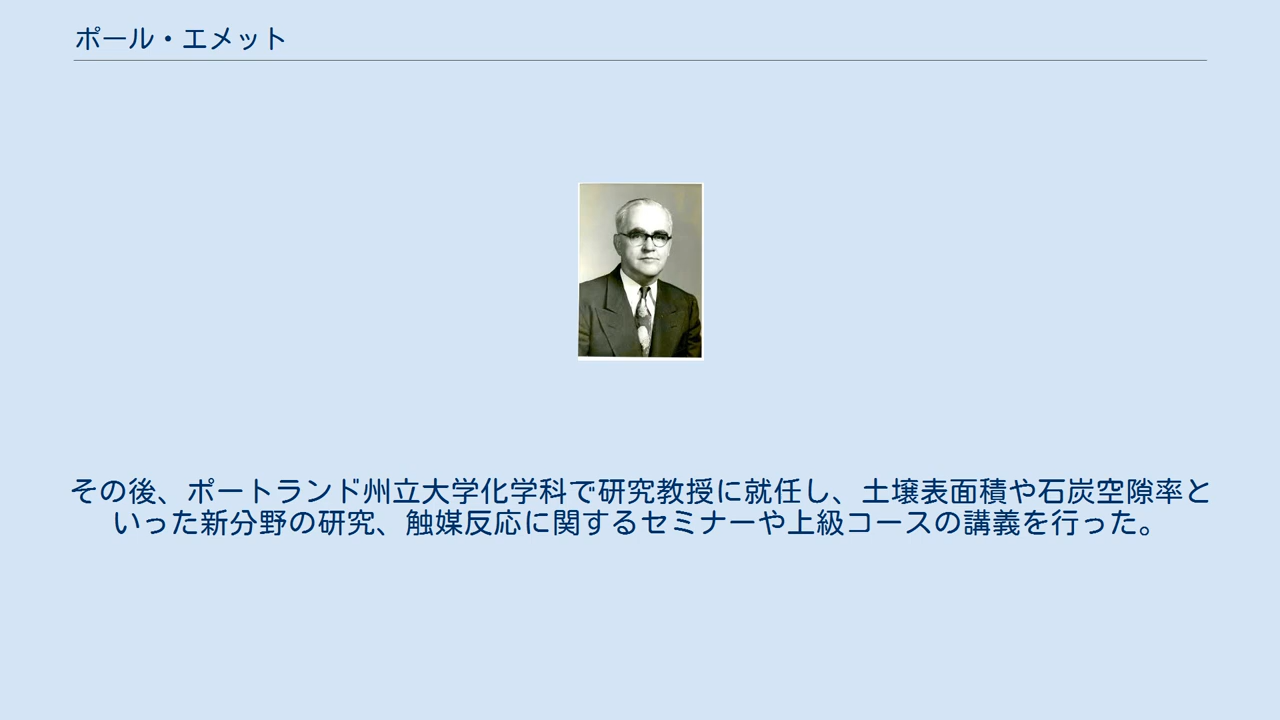 ポール・エメット
その後、ポートランド州立大学化学科で研究教授に就任し、土壌表面積や石炭空隙率と
いった新分野の研究、触媒反応に関するセミナーや上級コースの講義を行った。